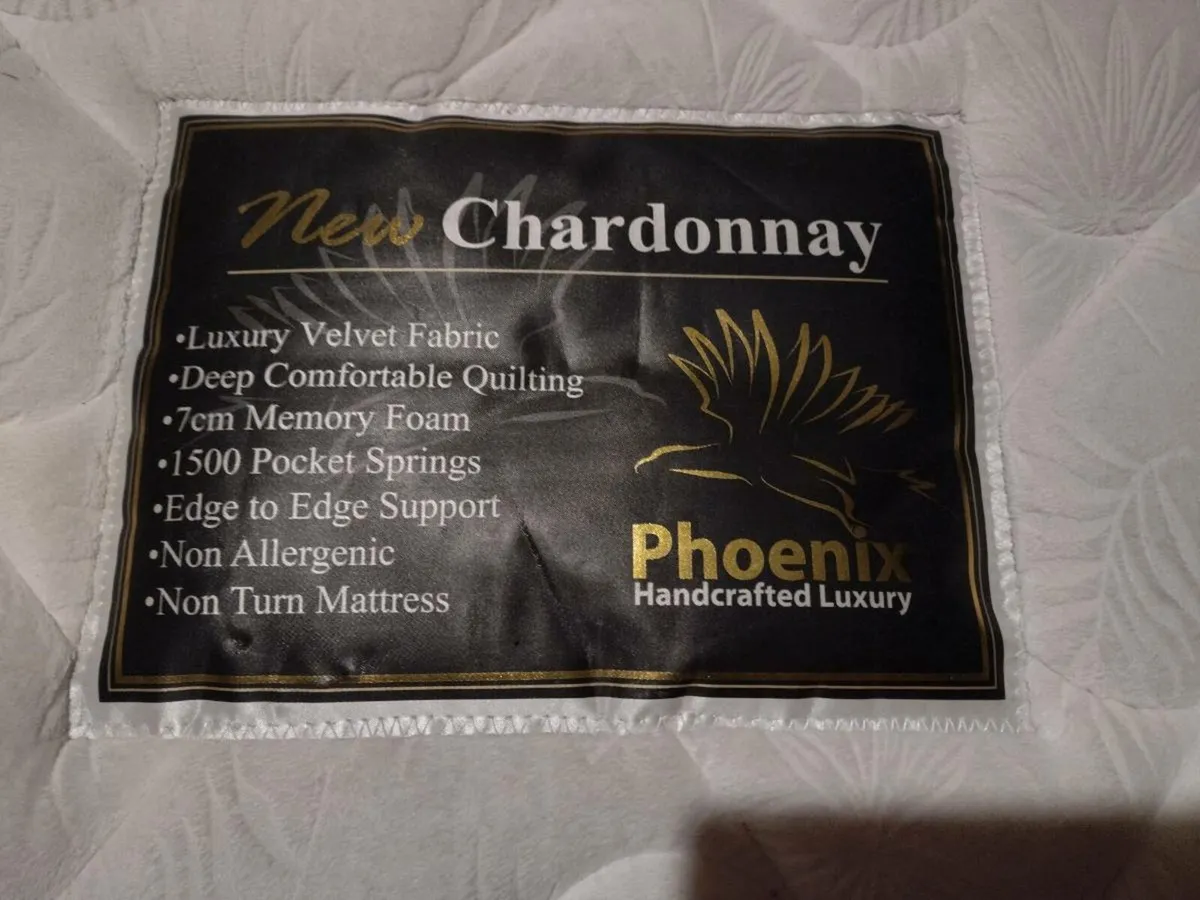 New Chardonnay
•Luxury Velvet Fabric
•Deep Comfortable Quilting
•7cm Memory Foam
•1500 Pocket Springs
•Edge to Edge Support
•Non Allergenic
•Non Turn Mattress
Phoenix
Handcrafted Luxury